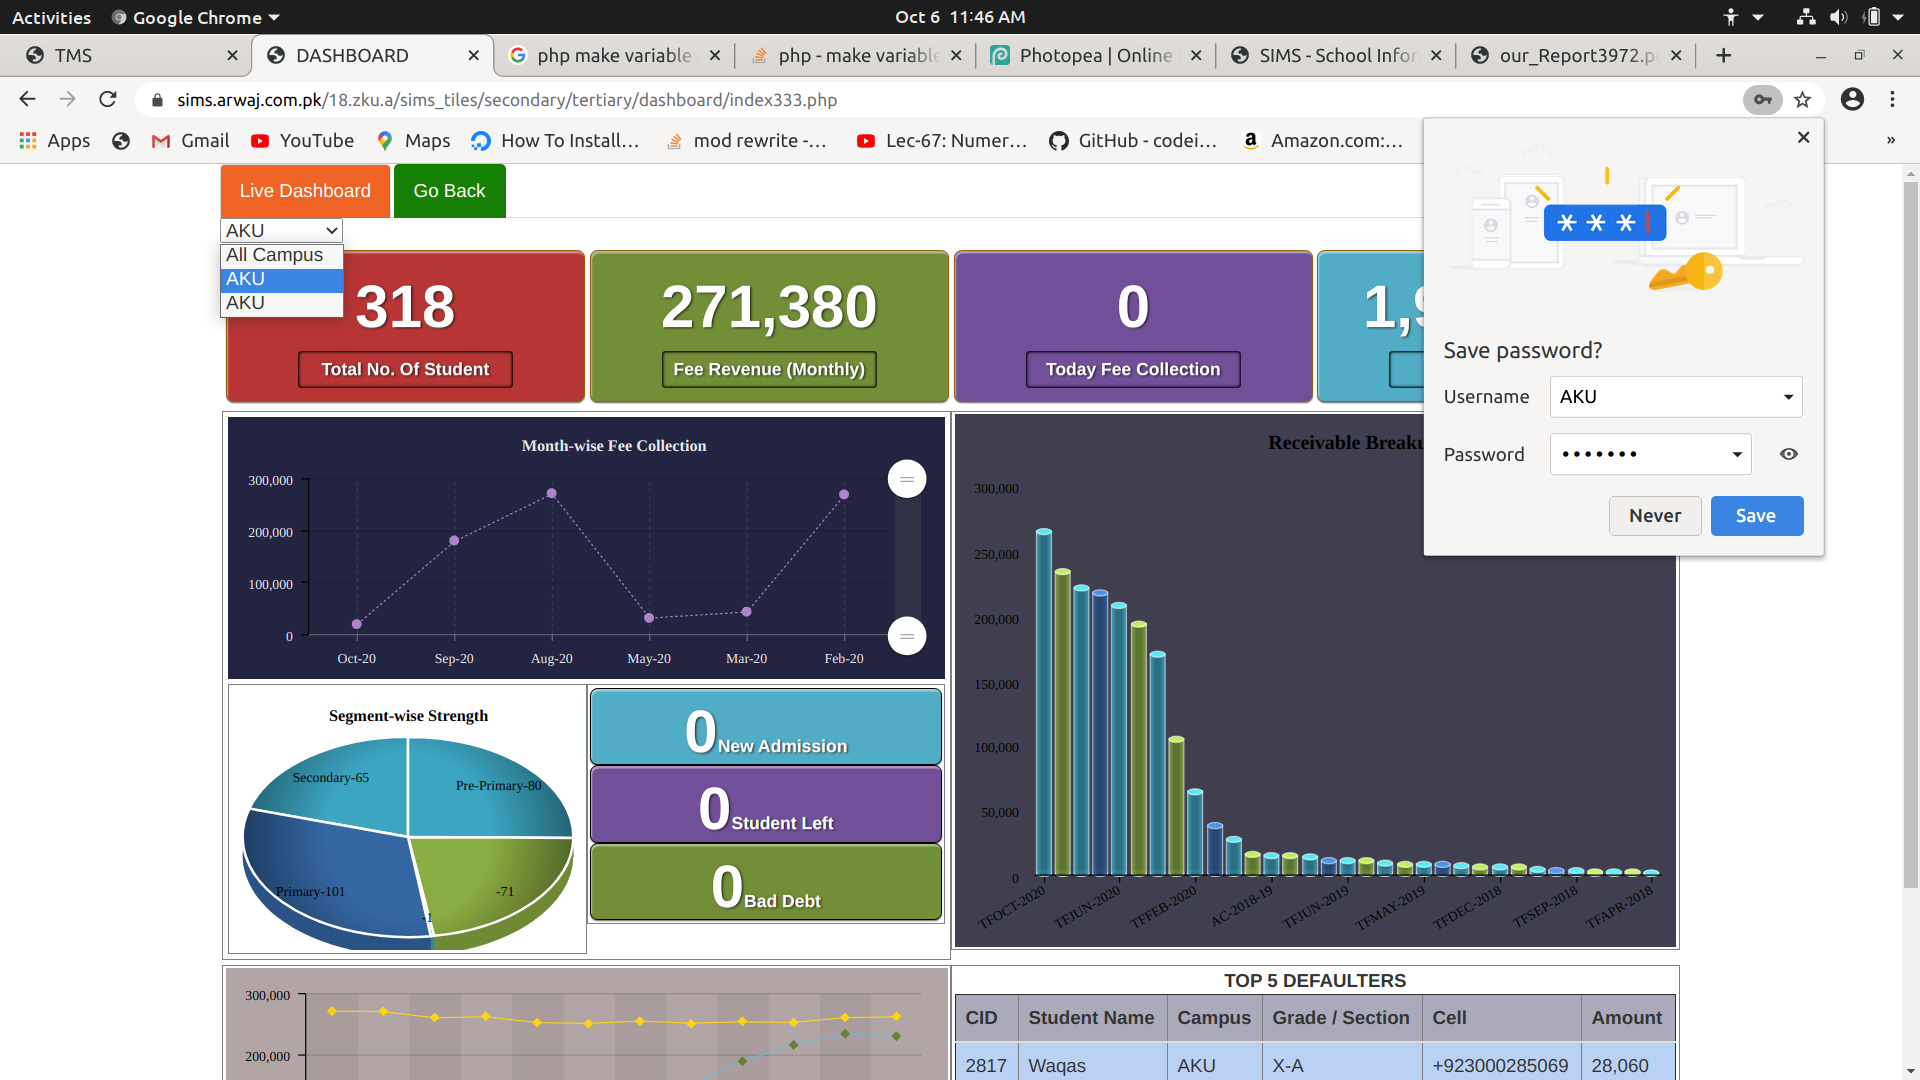 Activities Google Chrome Oct 6 11:46 AM
TMS DASHBOARD php make variable php - make variable Photopea | Online SIMS - School Infor our_Report3972.p
sims.arwaj.com.pk/18.zku.a/sims_tiles/secondary/tertiary/dashboard/index333.php
Apps Gmail YouTube Maps How To Install... mod rewrite -... Lec-67: Numer... GitHub - codei... Amazon.com:... »
Live Dashboard Go Back
AKU
All Campus
AKU
AKU
318
Total No. Of Student
271,380
Fee Revenue (Monthly)
0
Today Fee Collection
1,9
Save password?
Username AKU
Password •••••••
Never Save
Month-wise Fee Collection
300,000
200,000
100,000
0
Oct-20 Sep-20 Aug-20 May-20 Mar-20 Feb-20
Receivable Breaku
300,000
250,000
200,000
150,000
100,000
50,000
0
TFOCT-2020 TFJUN-2020 TFFEB-2020 AC-2018-19 TFJUN-2019 TFMAY-2019 TFDEC-2018 TFSEP-2018 TFAPR-2018
Segment-wise Strength
Secondary-65
Pre-Primary-80
Primary-101
-71
-1
0 New Admission
0 Student Left
0 Bad Debt
300,000
200,000
TOP 5 DEFAULTERS
CID Student Name Campus Grade / Section Cell Amount
2817 Waqas AKU X-A +923000285069 28,060